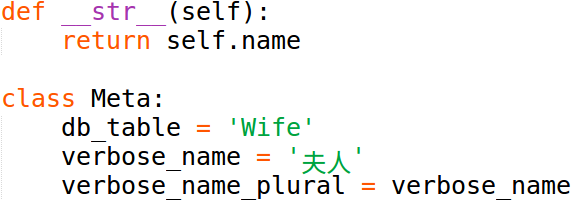 def __str__(self):
    return self.name

class Meta:
    db_table = 'Wife'
    verbose_name = '夫人'
    verbose_name_plural = verbose_name